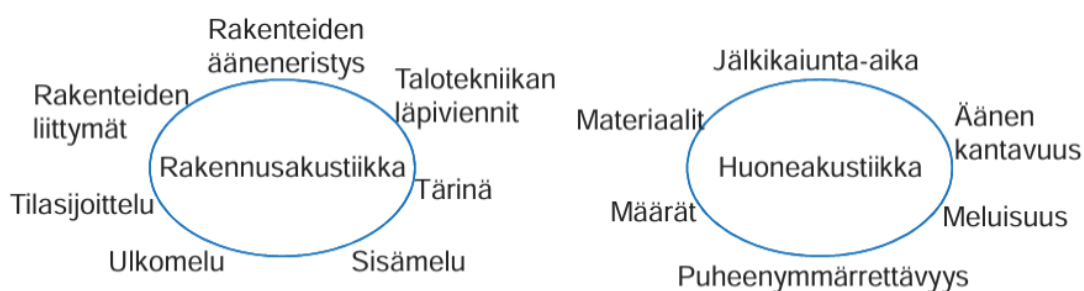 Rakenteiden
ääneneristys
Talotekniikan
läpiviennit
Rakenteiden
liittymät
Rakennusakustiikka
Tärinä
Tilasijoittelu
Ulkomelu
Sisämelu
Jälkikaiunta-aika
Materiaalit
Äänen
kantavuus
Huoneakustiikka
Määrät
Meluisuus
Puheenymmärrettävyys